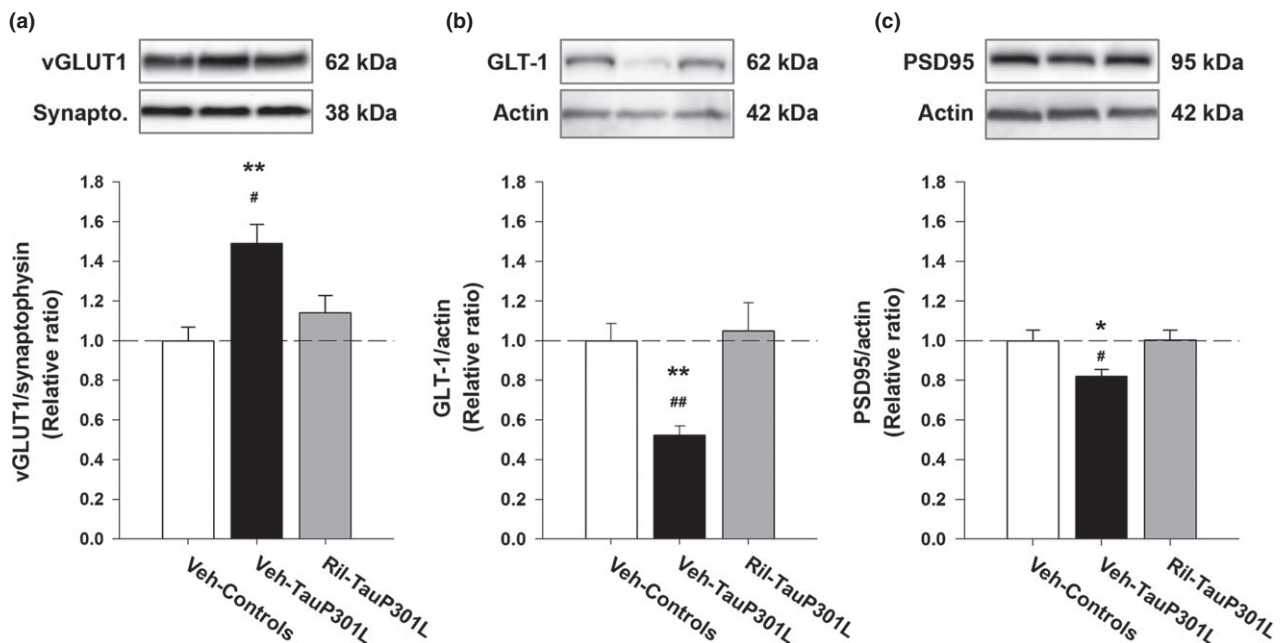 (a)
vGLUT1
62 kDa
Synapto.
38 kDa
**
#
1.8
1.6
1.4
1.2
1.0
0.8
0.6
0.4
0.2
0.0
vGLUT1/synaptophysin
(Relative ratio)
Veh-Controls
Veh-TauP301L
Ril-TauP301L
(b)
GLT-1
62 kDa
Actin
42 kDa
1.8
1.6
1.4
1.2
1.0
0.8
0.6
0.4
0.2
0.0
**
##
GLT-1/actin
(Relative ratio)
Veh-Controls
Veh-TauP301L
Ril-TauP301L
(c)
PSD95
95 kDa
Actin
42 kDa
1.8
1.6
1.4
1.2
1.0
0.8
0.6
0.4
0.2
0.0
*
#
PSD95/actin
(Relative ratio)
Veh-Controls
Veh-TauP301L
Ril-TauP301L